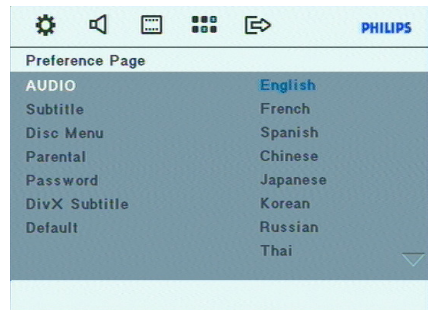 PHILIPS
Preference Page
AUDIO English
Subtitle French
Disc Menu Spanish
Parental Chinese
Password Japanese
DivX Subtitle Korean
Default Russian
Thai